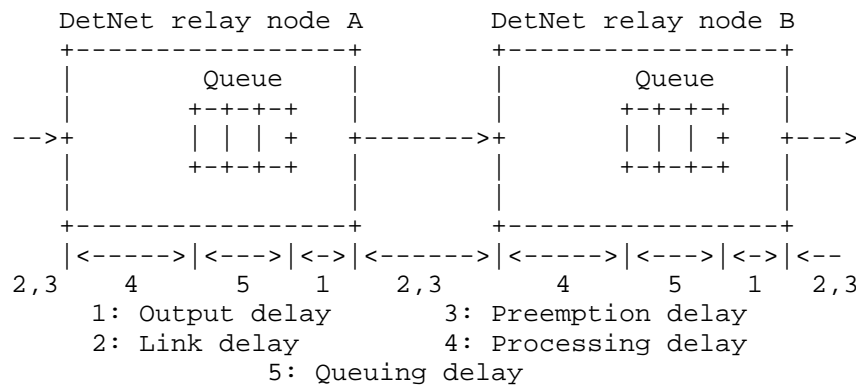 DetNet relay node A DetNet relay node B
Queue Queue
2,3 4 5 1 2,3 4 5 1 2,3
1: Output delay 3: Preemption delay
2: Link delay 4: Processing delay
5: Queuing delay